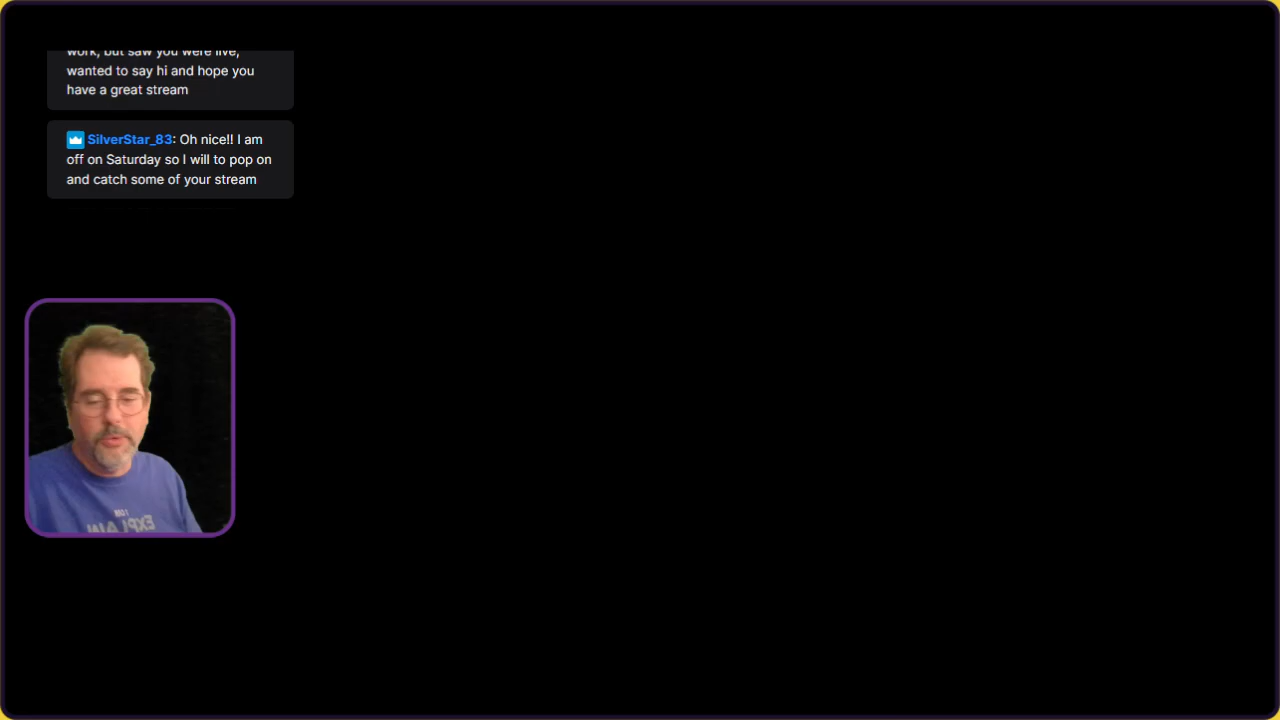 work, but saw you were live,
wanted to say hi and hope you
have a great stream
SilverStar_83: Oh nice!! I am
off on Saturday so I will to pop on
and catch some of your stream
EXPLAIN